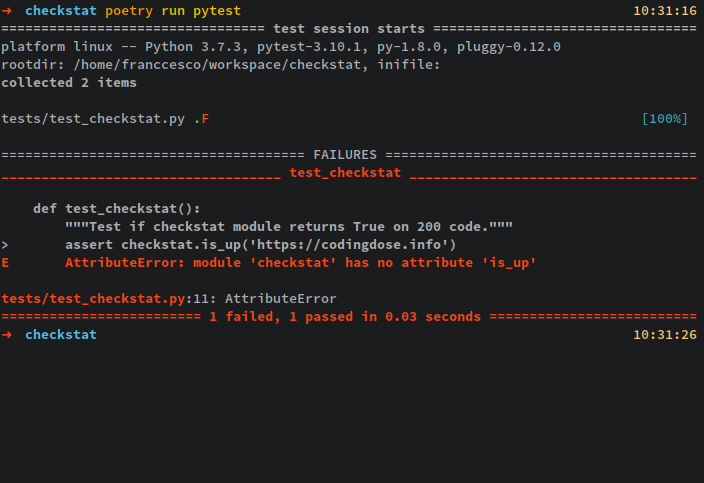 → checkstat poetry run pytest 10:31:16
================================= test session starts =================================
platform linux -- Python 3.7.3, pytest-3.10.1, py-1.8.0, pluggy-0.12.0
rootdir: /home/franccesco/workspace/checkstat, inifile:
collected 2 items
tests/test_checkstat.py .F [100%]
====================================== FAILURES =======================================
___________________________________ test_checkstat ____________________________________
    def test_checkstat():
        """Test if checkstat module returns True on 200 code."""
>       assert checkstat.is_up('https://codingdose.info')
E       AttributeError: module 'checkstat' has no attribute 'is_up'
tests/test_checkstat.py:11: AttributeError
========================= 1 failed, 1 passed in 0.03 seconds ==========================
→ checkstat 10:31:26